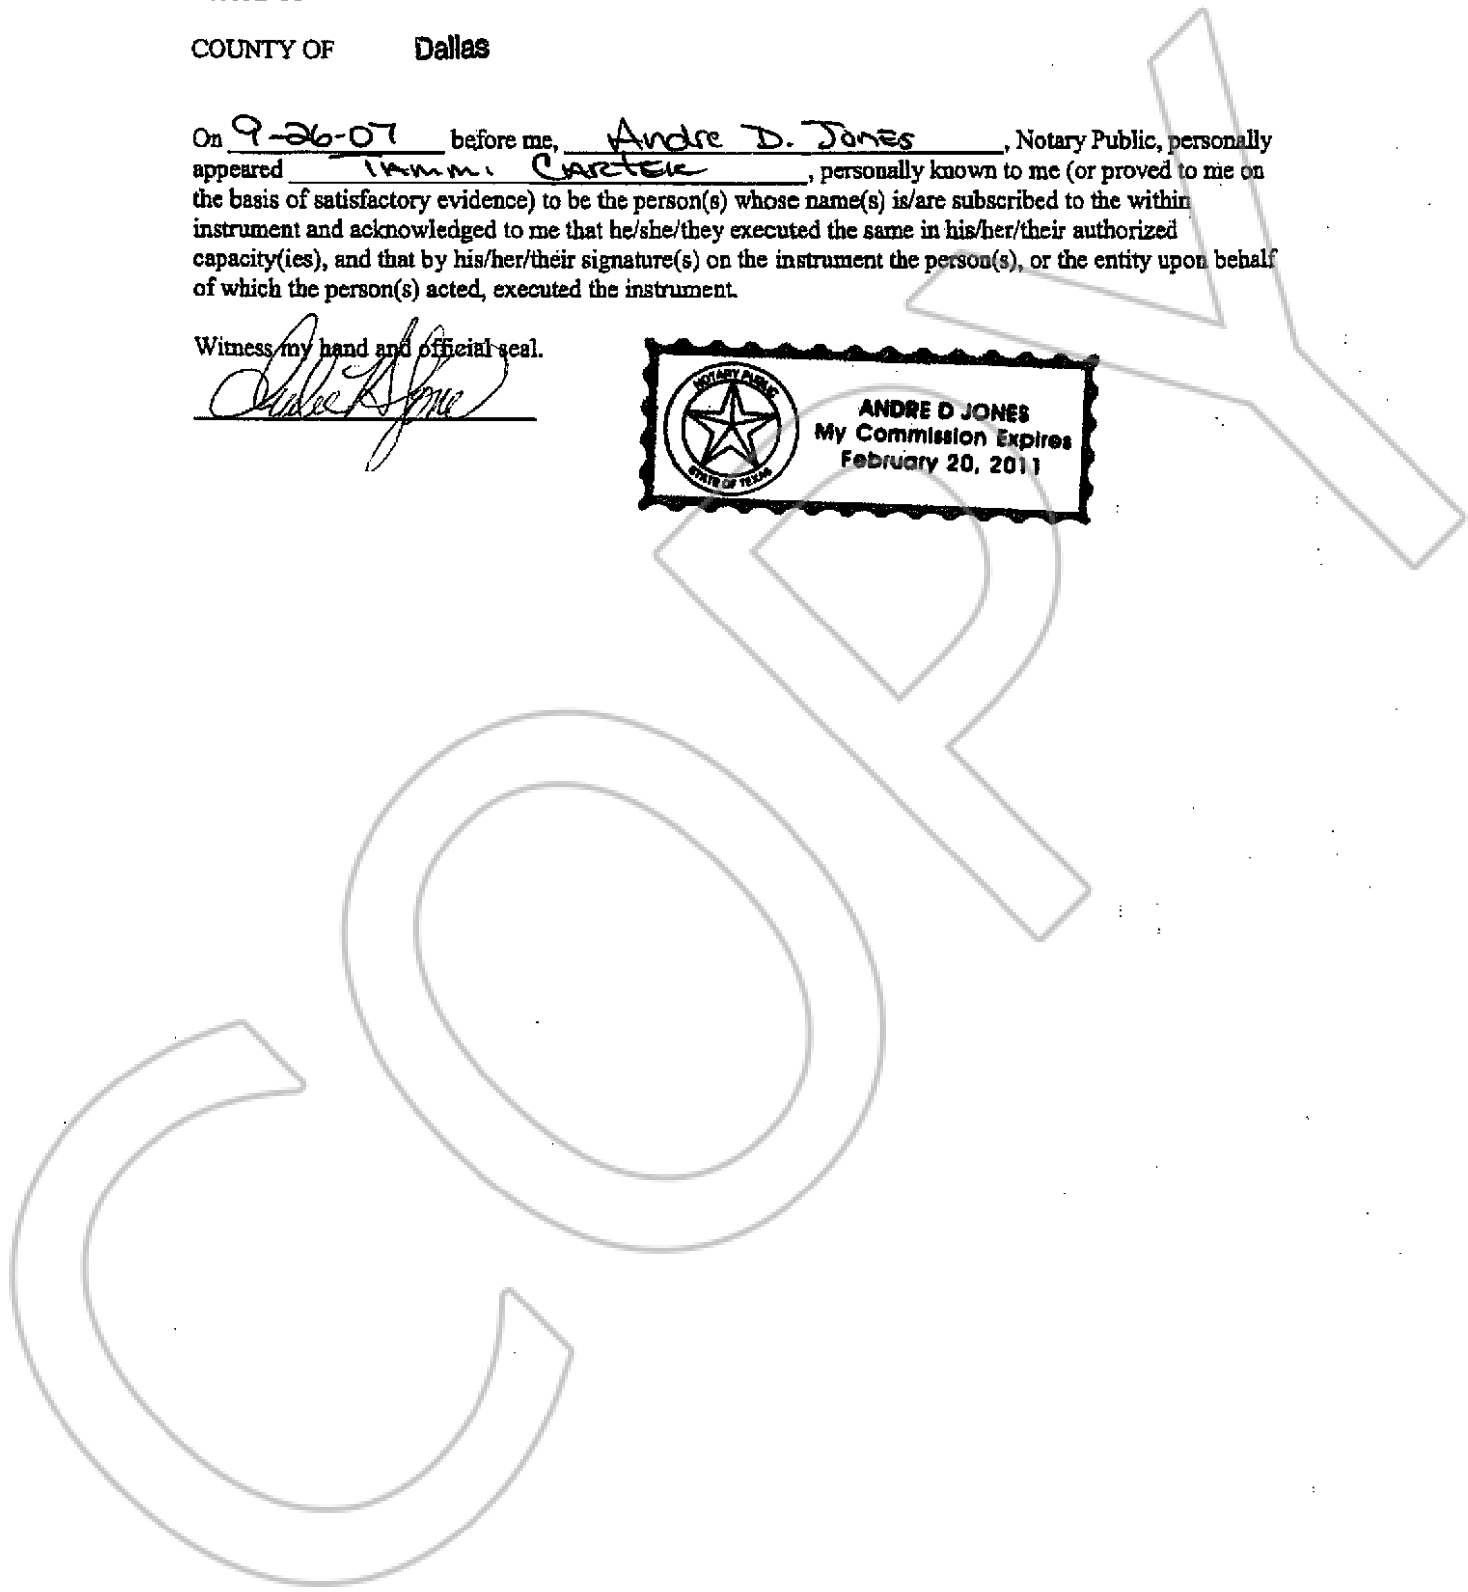 COUNTY OF Dallas
On 9-26-07 before me, Andre D. Jones, Notary Public, personally
appeared Tammi Carter, personally known to me (or proved to me on
the basis of satisfactory evidence) to be the person(s) whose name(s) is/are subscribed to the within
instrument and acknowledged to me that he/she/they executed the same in his/her/their authorized
capacity(ies), and that by his/her/their signature(s) on the instrument the person(s), or the entity upon behalf
of which the person(s) acted, executed the instrument.
Witness my hand and official seal.
NOTARY PUBLIC
STATE OF TEXAS
ANDRE D JONES
My Commission Expires
February 20, 2011
COPY